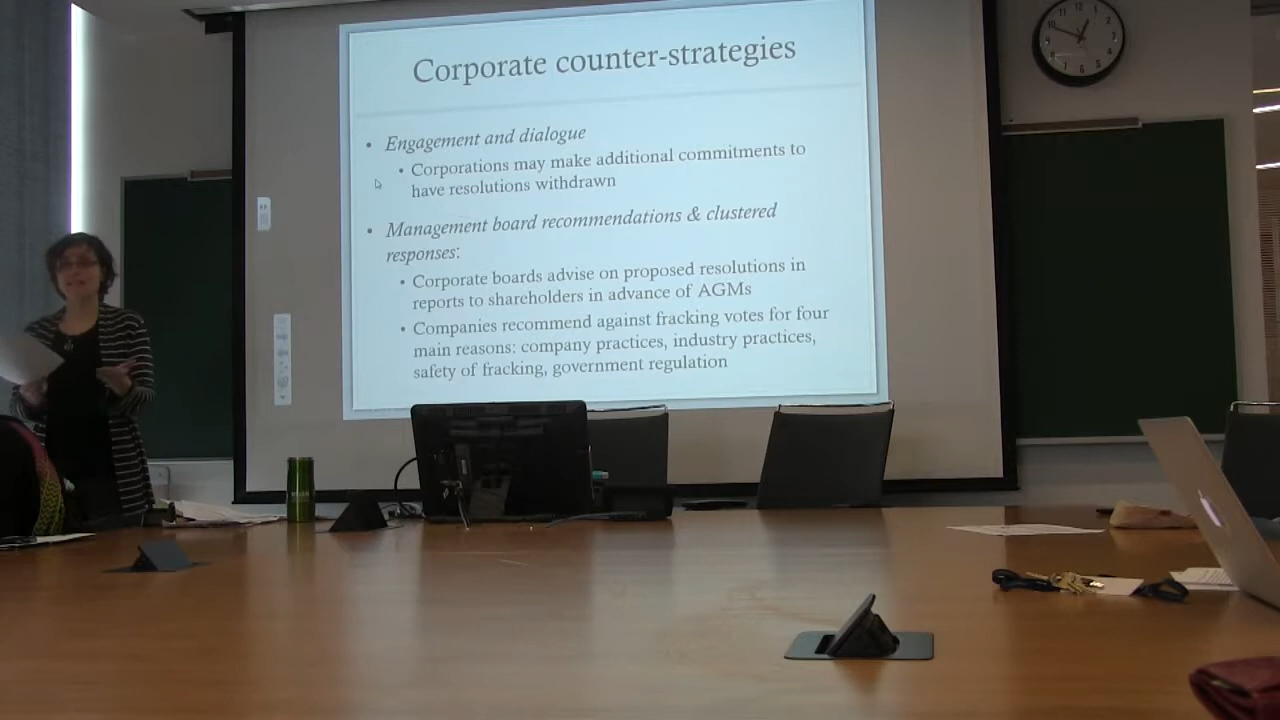 Corporate counter-strategies
• Engagement and dialogue
• Corporations may make additional commitments to
have resolutions withdrawn
• Management board recommendations & clustered
responses:
• Corporate boards advise on proposed resolutions in
reports to shareholders in advance of AGMs
• Companies recommend against fracking votes for four
main reasons: company practices, industry practices,
safety of fracking, government regulation